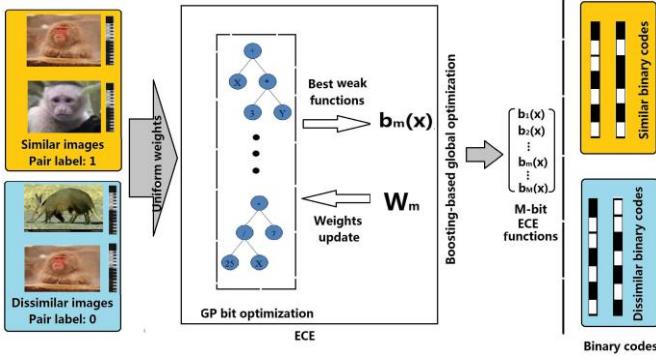 Similar images
Pair label: 1
Dissimilar images
Pair label: 0
Uniform weights
+
X
*
3
Y
Best weak
functions
bₘ(x)
Wₘ
Weights
update
-
/
7
25
X
GP bit optimization
ECE
Boosting-based global optimization
b₁(x)
b₂(x)
⋮
bₘ(x)
⋮
b_M(x)
M-bit
ECE
functions
Similar binary codes
Dissimilar binary codes
Binary codes